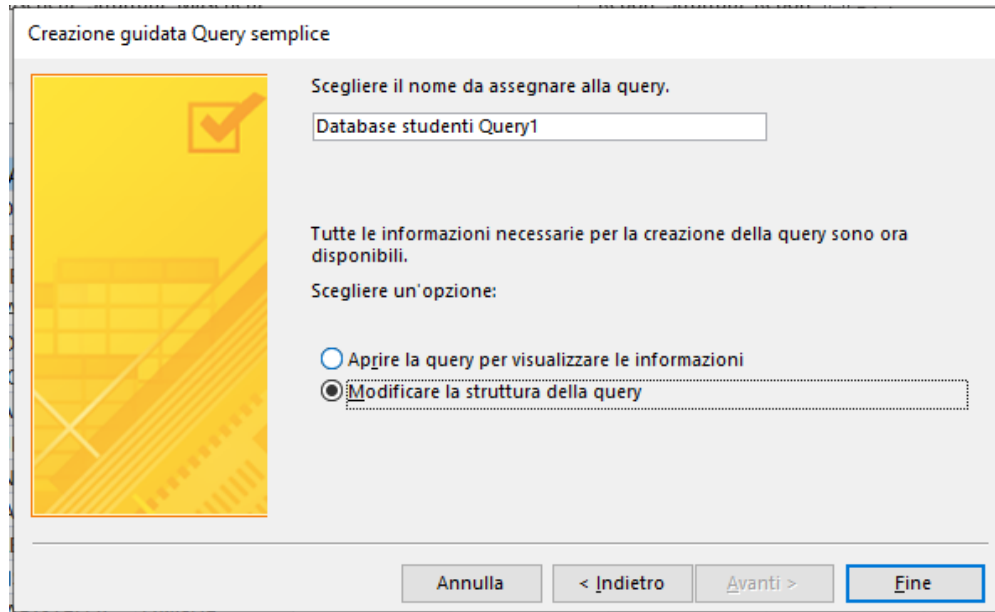 Creazione guidata Query semplice
Scegliere il nome da assegnare alla query.
Database studenti Query1
Tutte le informazioni necessarie per la creazione della query sono ora
disponibili.
Scegliere un'opzione:
Aprire la query per visualizzare le informazioni
Modificare la struttura della query
Annulla
< Indietro
Avanti >
Fine